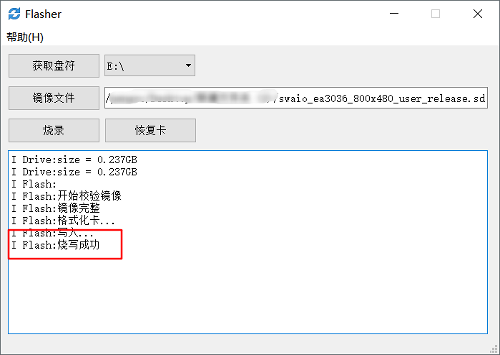 Flasher
帮助(H)
获取盘符
E:\
镜像文件
/svaio_ea3036_800x480_user_release.sd
烧录
恢复卡
I Drive:size = 0.237GB
I Drive:size = 0.237GB
I Flash:
I Flash:开始校验镜像
I Flash:镜像完整
I Flash:格式化卡...
I Flash:写入...
I Flash:烧写成功